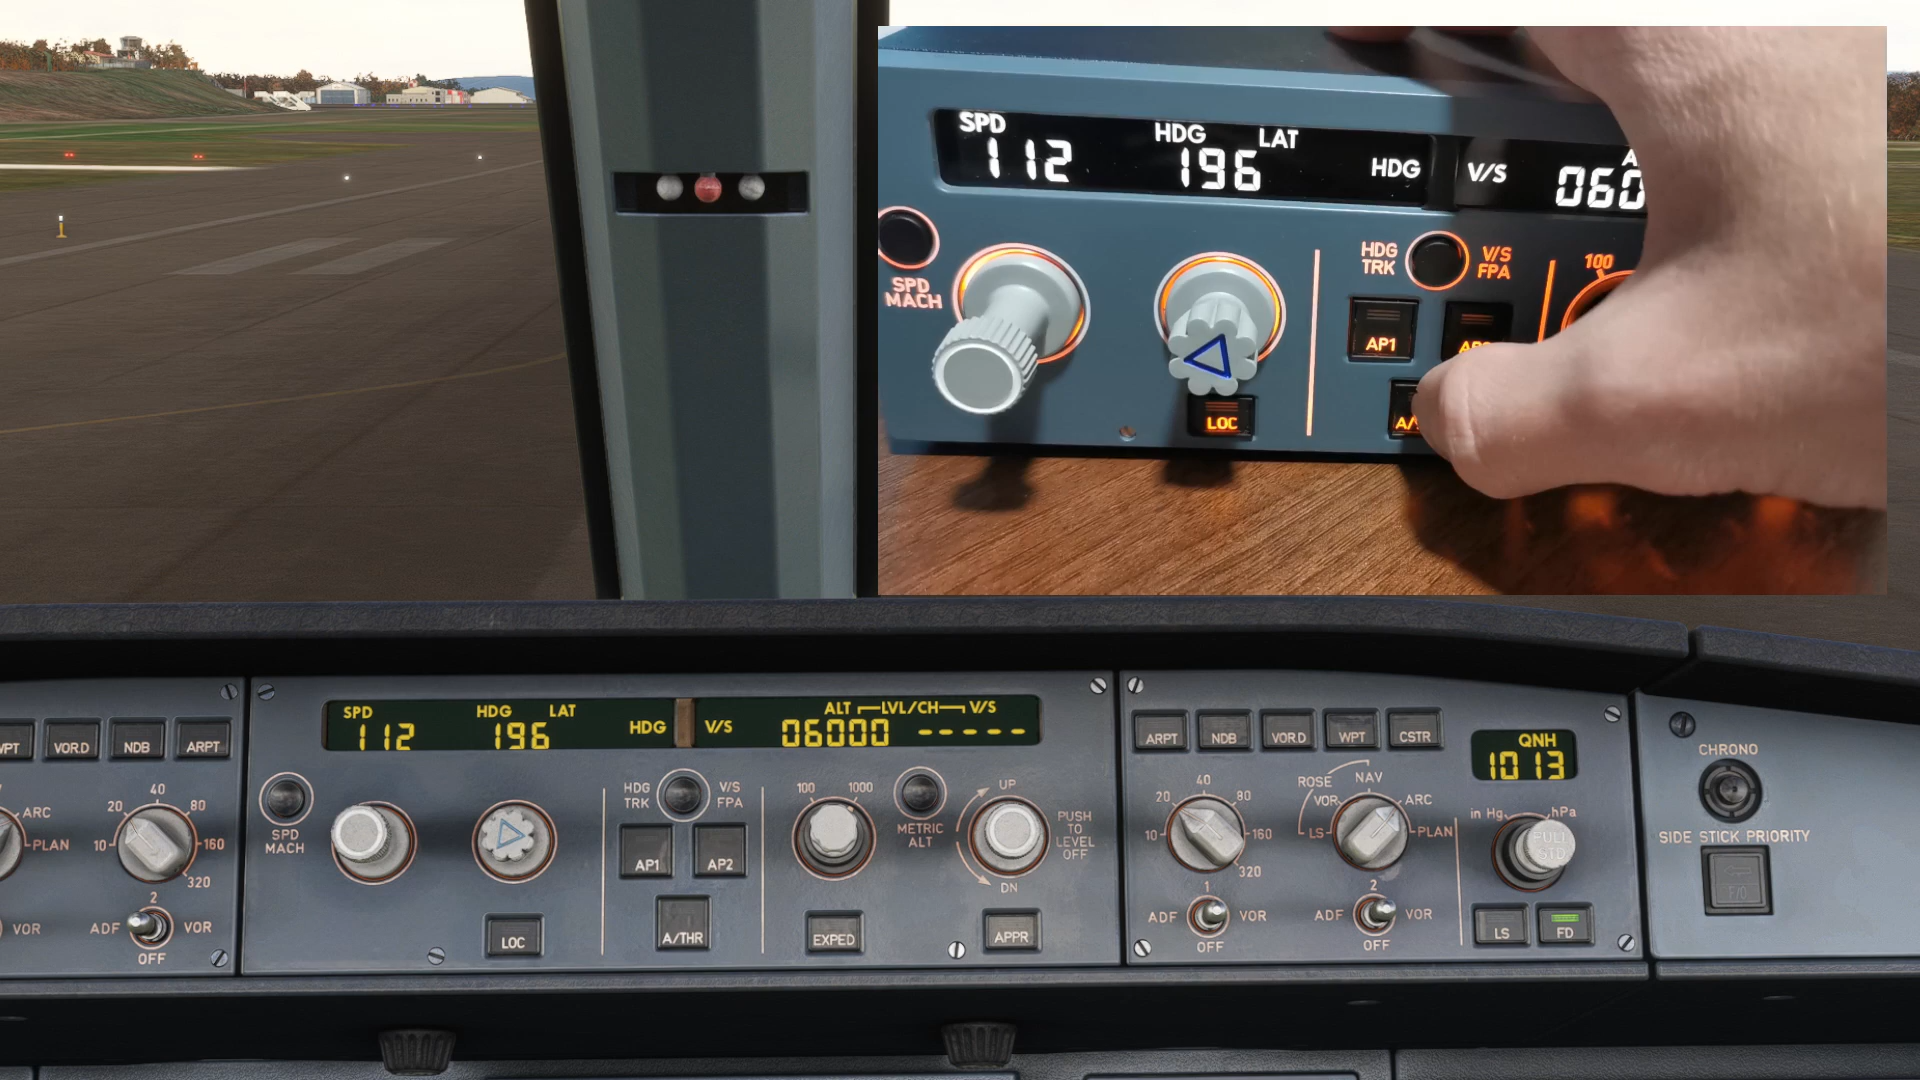 SPD
HDG LAT
112
196
HDG
V/S
060
SPD
MACH
HDG
TRK
V/S
FPA
100
AP1
LOC
VOR.D
NDB
ARPT
ARC
PLAN
10
20
40
80
160
320
VOR
2
ADF
VOR
OFF
SPD
HDG
LAT
112
196
HDG
V/S
ALT LVL/CH V/S
06000 -----
SPD
MACH
HDG
TRK
V/S
FPA
AP1
AP2
LOC
A/THR
100
1000
METRIC
ALT
UP
DN
PUSH
TO
LEVEL
OFF
EXPED
APPR
ARPT
NDB
VOR.D
WPT
CSTR
QNH
1013
10
20
40
80
160
320
ROSE
NAV
VOR
LS
ARC
PLAN
in Hg
hPa
1
ADF
VOR
OFF
2
ADF
VOR
OFF
LS
FD
CHRONO
SIDE STICK PRIORITY